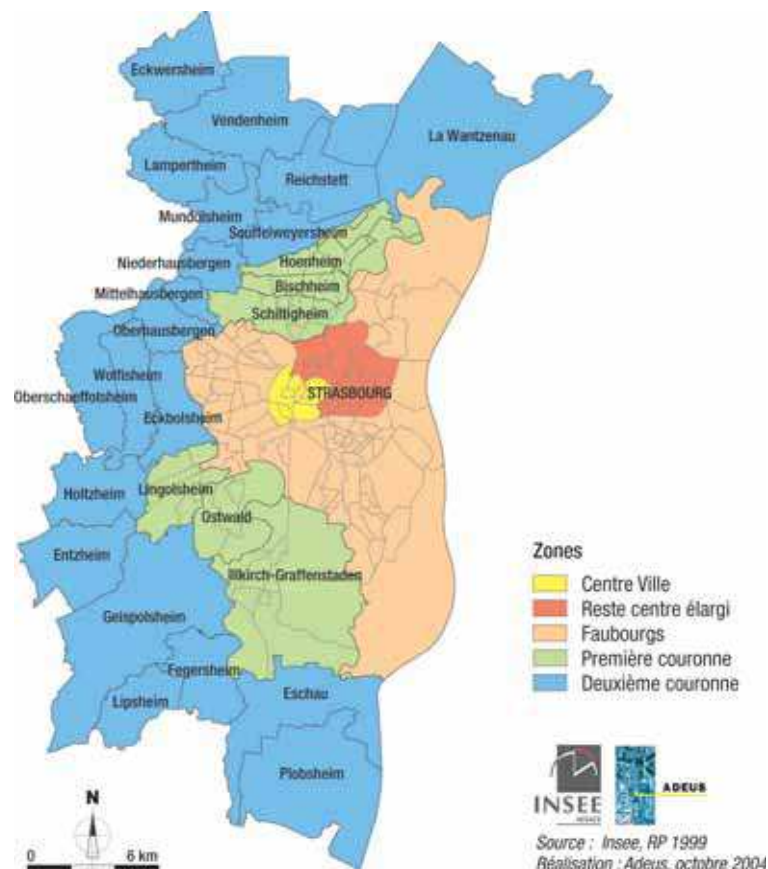 Eckwersheim
Vendenheim
La Wantzenau
Lampertheim
Reichstett
Mundolsheim
Souffelweyersheim
Niederhausbergen
Hoenheim
Mittelhausbergen
Bischheim
Schiltigheim
Oberhausbergen
Wolfisheim
STRASBOURG
Oberschaeffolsheim
Eckbolsheim
Lingolsheim
Holtzheim
Ostwald
Entzheim
Illkirch-Graffenstaden
Geispolsheim
Fegersheim
Eschau
Lipsheim
Plobsheim
Zones
Centre Ville
Reste centre élargi
Faubourgs
Première couronne
Deuxième couronne
N
0 6 km
INSEE
ALSACE
ADEUS
Source : Insee, RP 1999
Réalisation : Adeus, octobre 2004